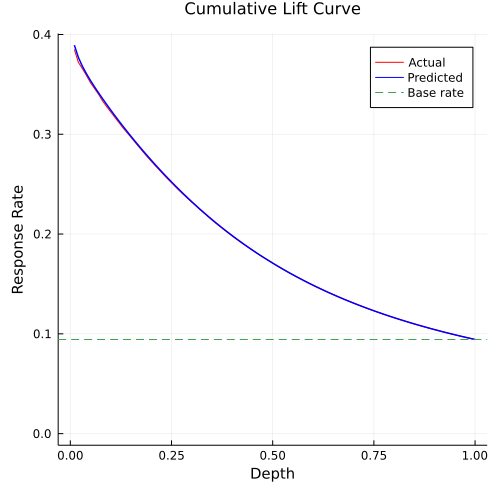 Cumulative Lift Curve
0.4
0.3
0.2
0.1
0.0
Response Rate
Actual
Predicted
Base rate
0.00 0.25 0.50 0.75 1.00
Depth